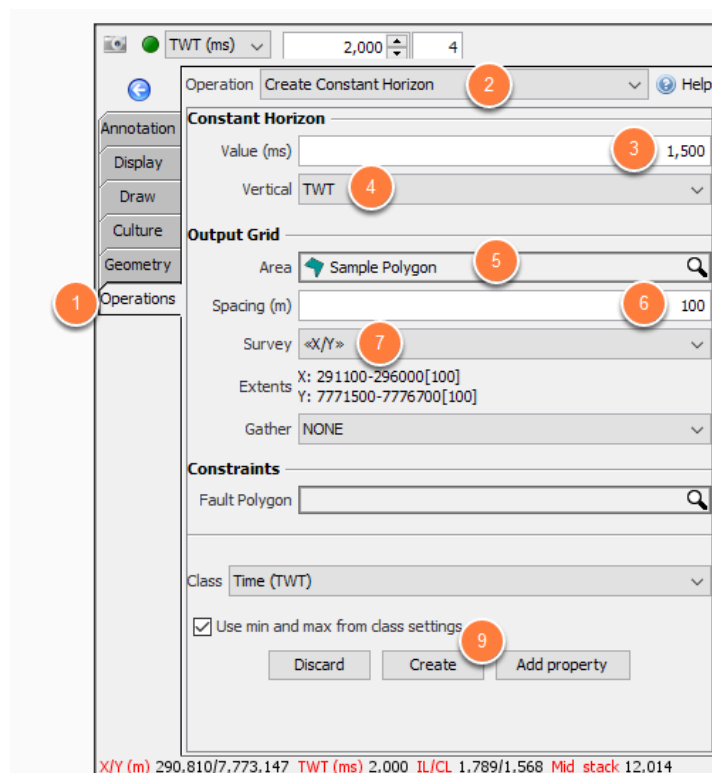 TWT (ms) 2,000 4
Operation Create Constant Horizon 2 Help
Annotation
Constant Horizon
Value (ms) 3 1,500
Display
Vertical TWT 4
Draw
Culture
Output Grid
Geometry
Area Sample Polygon 5
1 Operations
Spacing (m) 6 100
Survey «X/Y» 7
Extents X: 291100-296000[100]
Y: 7771500-7776700[100]
Gather NONE
Constraints
Fault Polygon
Class Time (TWT)
Use min and max from class settings
9
Discard Create Add property
X/Y (m) 290,810/7,773,147 TWT (ms) 2,000 IL/CL 1,789/1,568 Mid_stack 12,014